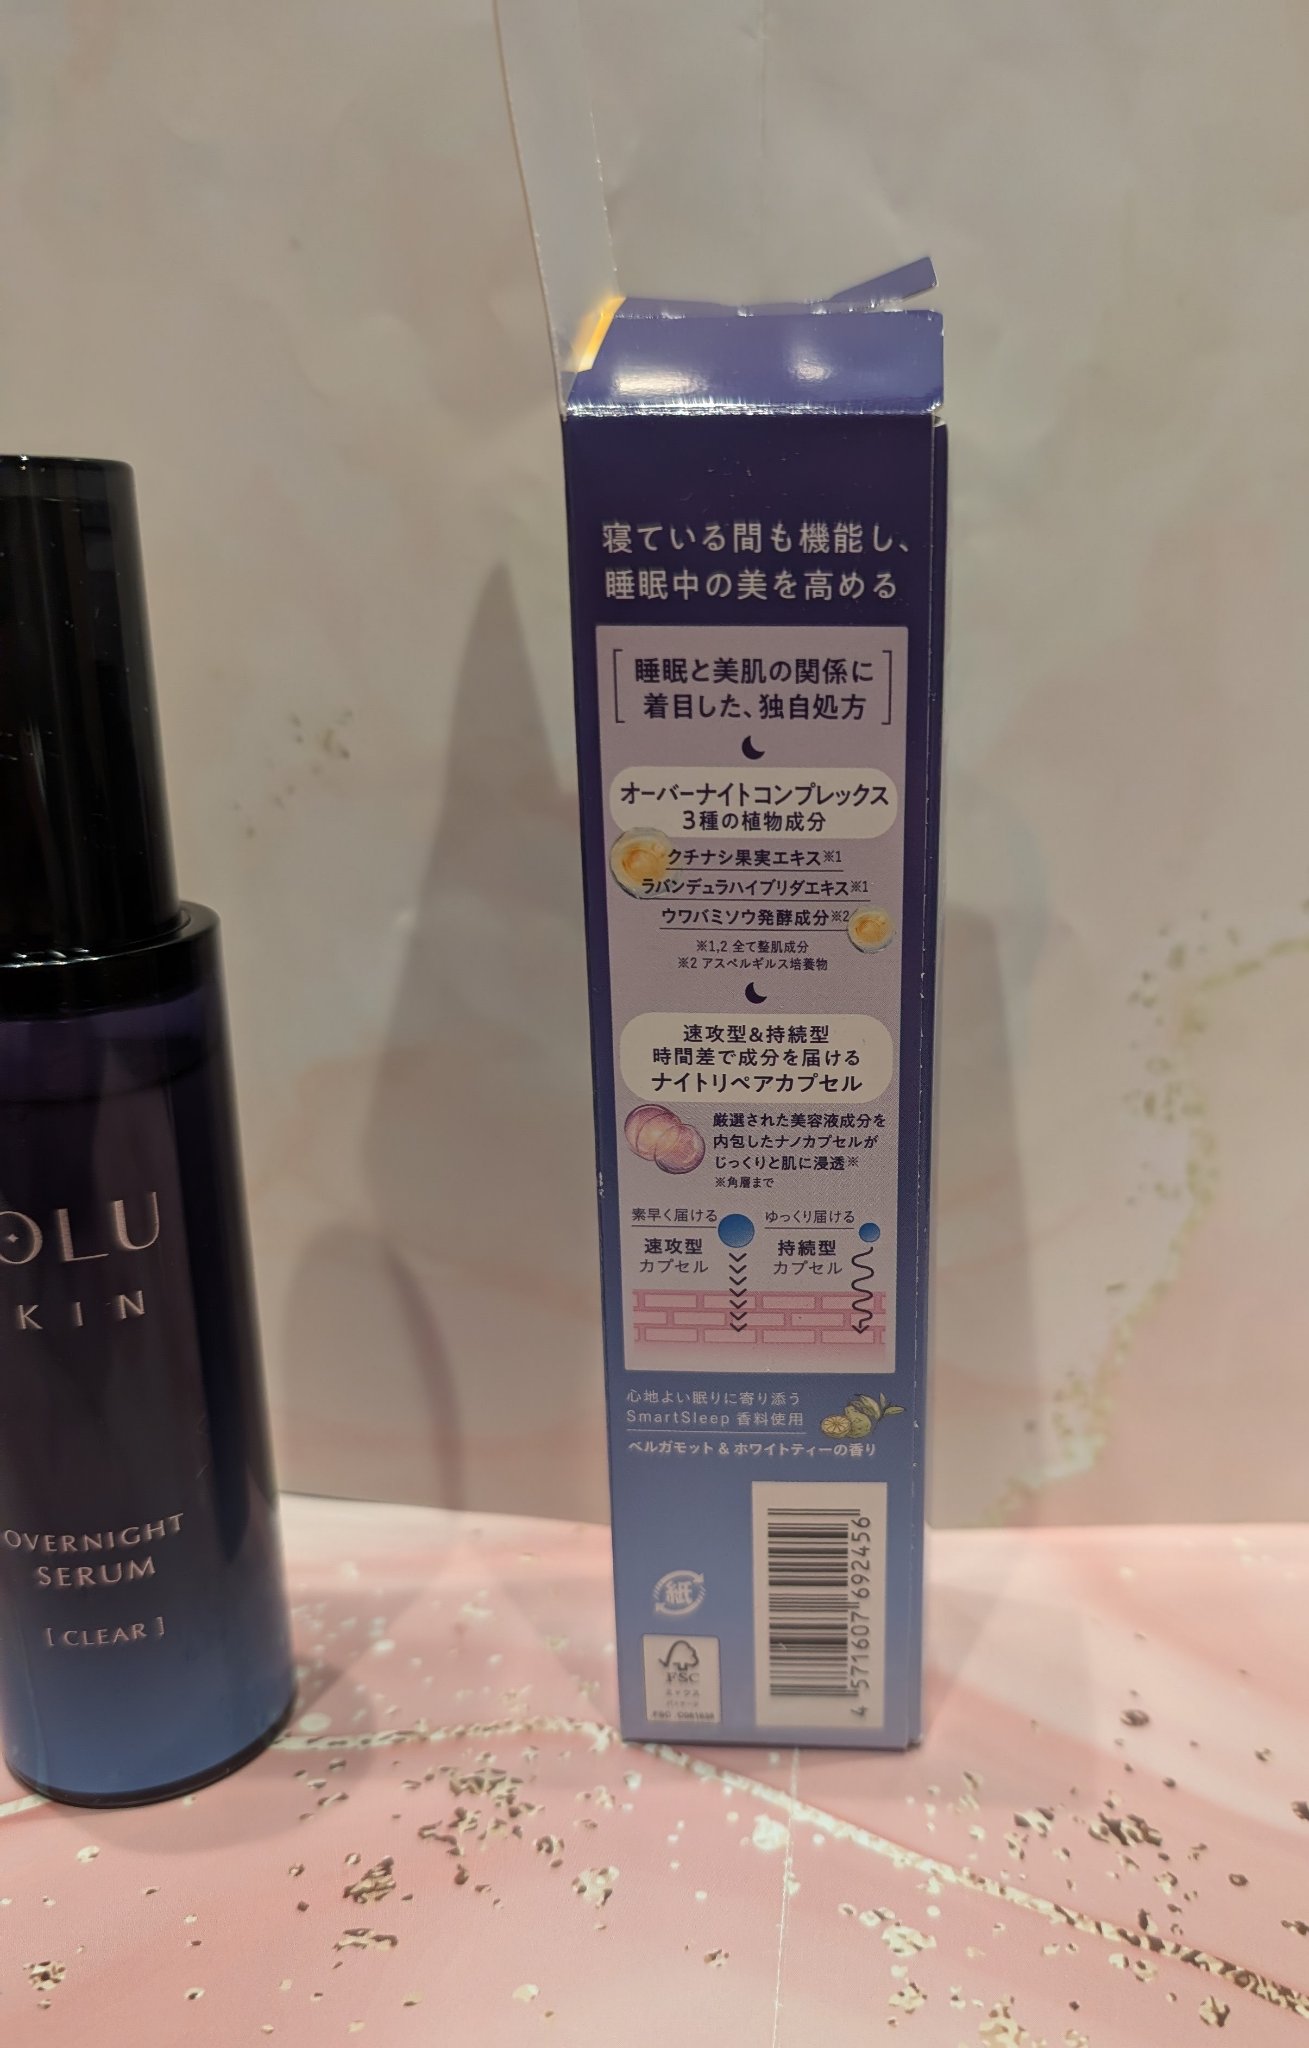 OLU
KIN
OVERNIGHT
SERUM
[CLEAR]
寝ている間も機能し、
睡眠中の美を高める
睡眠と美肌の関係に
着目した、独自処方
オーバーナイトコンプレックス
3種の植物成分
クチナシ果実エキス※1
ラバンデュラハイブリダエキス※1
ウワバミソウ発酵成分※2
※1,2 全て整肌成分
※2 アスペルギルス培養物
速攻型&持続型
時間差で成分を届ける
ナイトリペアカプセル
厳選された美容液成分を
内包したナノカプセルが
じっくりと肌に浸透※
※角層まで
素早く届ける
速攻型
カプセル
ゆっくり届ける
持続型
カプセル
心地よい眠りに寄り添う
SmartSleep 香料使用
ベルガモット&ホワイトティーの香り
紙
FSC
ミックス
4 571607 692456